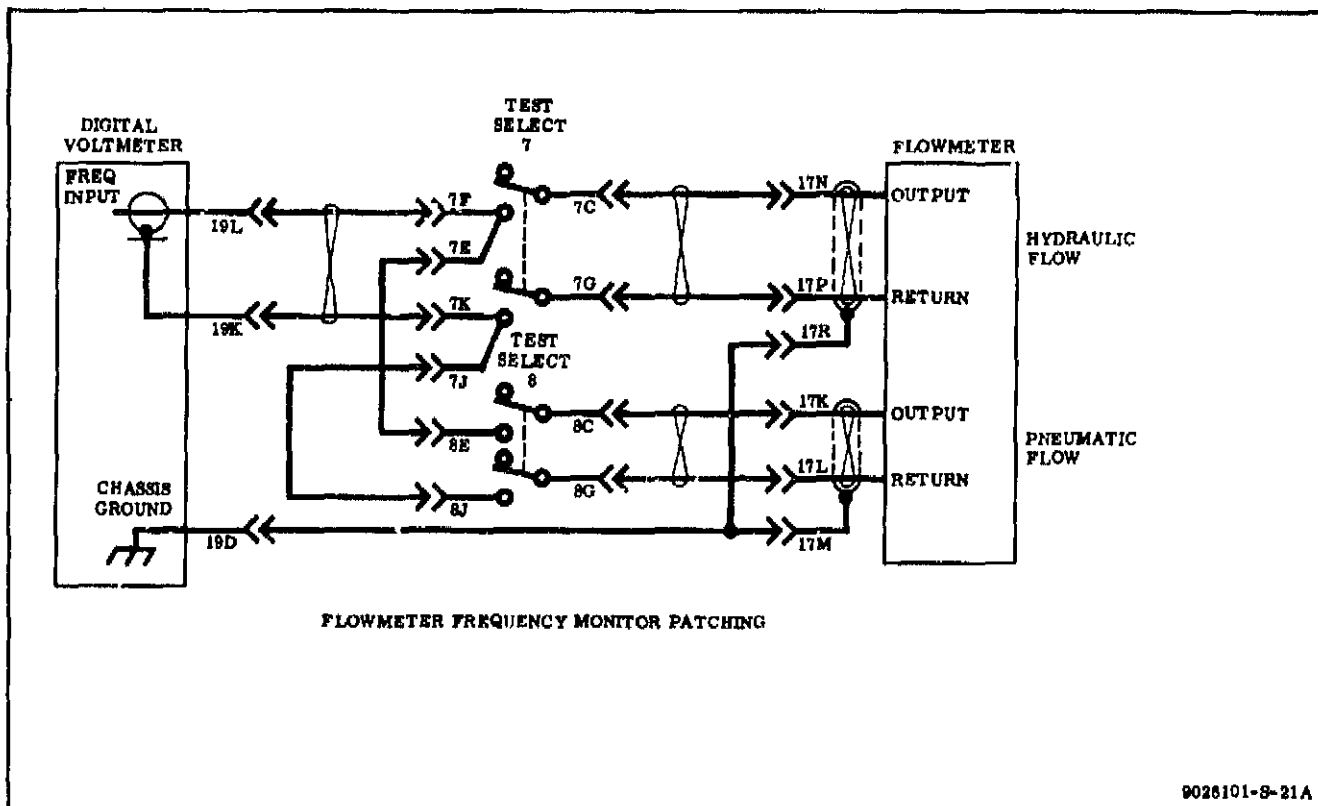 TEST
SELECT
7
DIGITAL
VOLTMETER
FLOWMETER
FREQ
INPUT
19L
7F
7C
17N
OUTPUT
7E
HYDRAULIC
FLOW
19K
7K
7G
17P
RETURN
17R
TEST
SELECT
8
7J
8C
17K
OUTPUT
8E
PNEUMATIC
FLOW
8G
17L
RETURN
CHASSIS
GROUND
8J
19D
17M
FLOWMETER FREQUENCY MONITOR PATCHING
9026101-S-21A